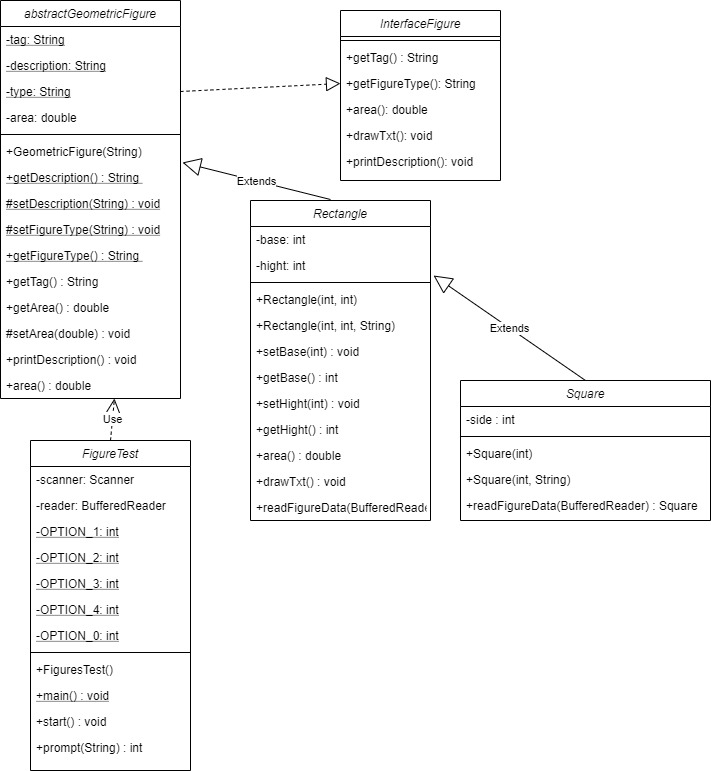 abstractGeometricFigure
-tag: String
-description: String
-type: String
-area: double
+GeometricFigure(String)
+getDescription() : String
#setDescription(String) : void
#setFigureType(String) : void
+getFigureType() : String
+getTag() : String
+getArea() : double
#setArea(double) : void
+printDescription() : void
+area() : double
InterfaceFigure
+getTag() : String
+getFigureType(): String
+area(): double
+drawTxt(): void
+printDescription(): void
Extends
Rectangle
-base: int
-hight: int
+Rectangle(int, int)
+Rectangle(int, int, String)
+setBase(int) : void
+getBase() : int
+setHight(int) : void
+getHight() : int
+area() : double
+drawTxt() : void
+readFigureData(BufferedReade
Extends
Square
-side : int
+Square(int)
+Square(int, String)
+readFigureData(BufferedReader) : Square
Use
FigureTest
-scanner: Scanner
-reader: BufferedReader
-OPTION_1: int
-OPTION_2: int
-OPTION_3: int
-OPTION_4: int
-OPTION_0: int
+FiguresTest()
+main() : void
+start() : void
+prompt(String) : int